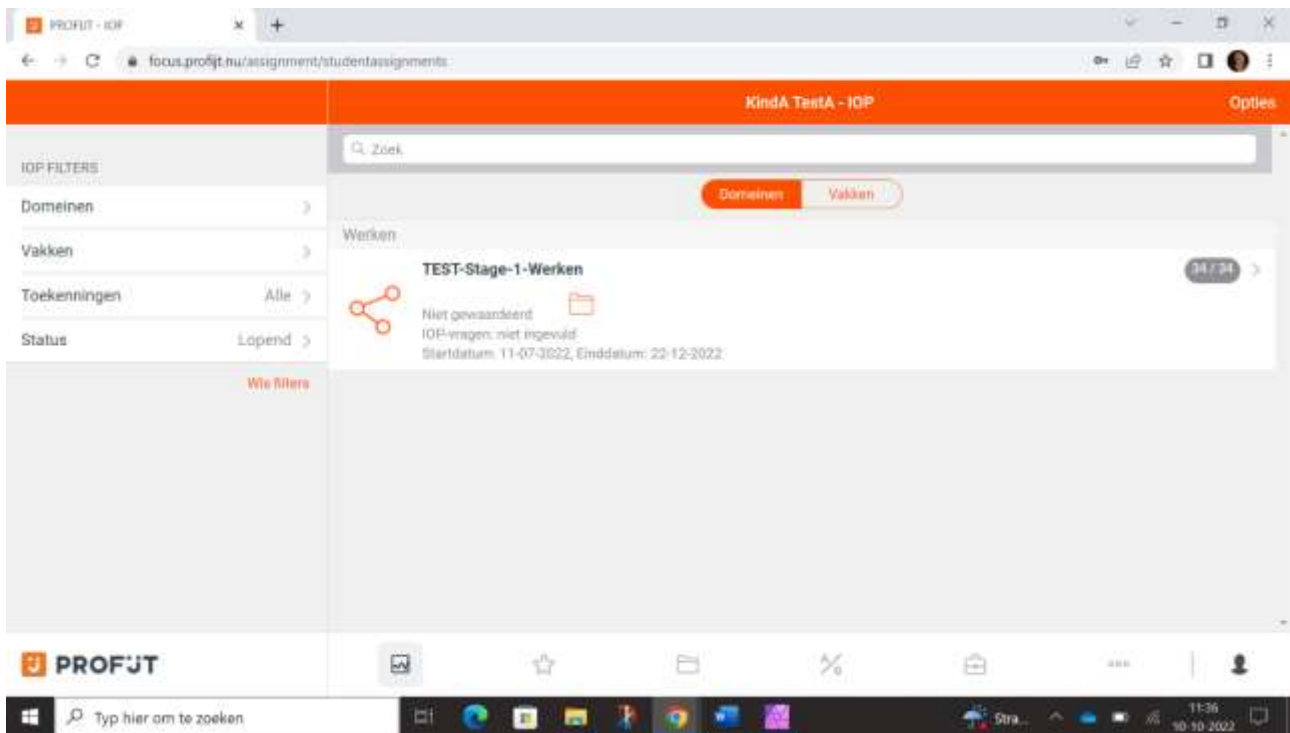 PROFIJT - IOP
focus.profijt.nu/assignment/studentassignments
KindA TestA - IOP
Opties
Zoek
IOP FILTERS
Domeinen
Vakken
Toekenningen Alle
Status Lopend
Wis filters
Domeinen Vakken
Werken
TEST-Stage-1-Werken
34 / 34
Niet gewaardeerd
IOP-vragen: niet ingevuld
Startdatum: 11-07-2022, Einddatum: 22-12-2022
PROFIJT
Typ hier om te zoeken
Stra...
11:36
10-10-2022